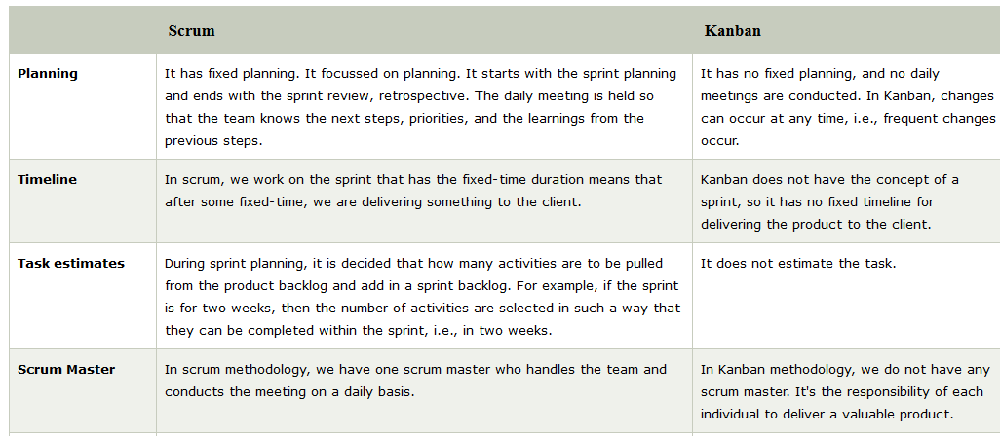 Scrum Kanban
Planning
It has fixed planning. It focussed on planning. It starts with the sprint planning
and ends with the sprint review, retrospective. The daily meeting is held so
that the team knows the next steps, priorities, and the learnings from the
previous steps.
It has no fixed planning, and no daily
meetings are conducted. In Kanban, changes
can occur at any time, i.e., frequent changes
occur.
Timeline
In scrum, we work on the sprint that has the fixed-time duration means that
after some fixed-time, we are delivering something to the client.
Kanban does not have the concept of a
sprint, so it has no fixed timeline for
delivering the product to the client.
Task estimates
During sprint planning, it is decided that how many activities are to be pulled
from the product backlog and add in a sprint backlog. For example, if the sprint
is for two weeks, then the number of activities are selected in such a way that
they can be completed within the sprint, i.e., in two weeks.
It does not estimate the task.
Scrum Master
In scrum methodology, we have one scrum master who handles the team and
conducts the meeting on a daily basis.
In Kanban methodology, we do not have any
scrum master. It's the responsibility of each
individual to deliver a valuable product.